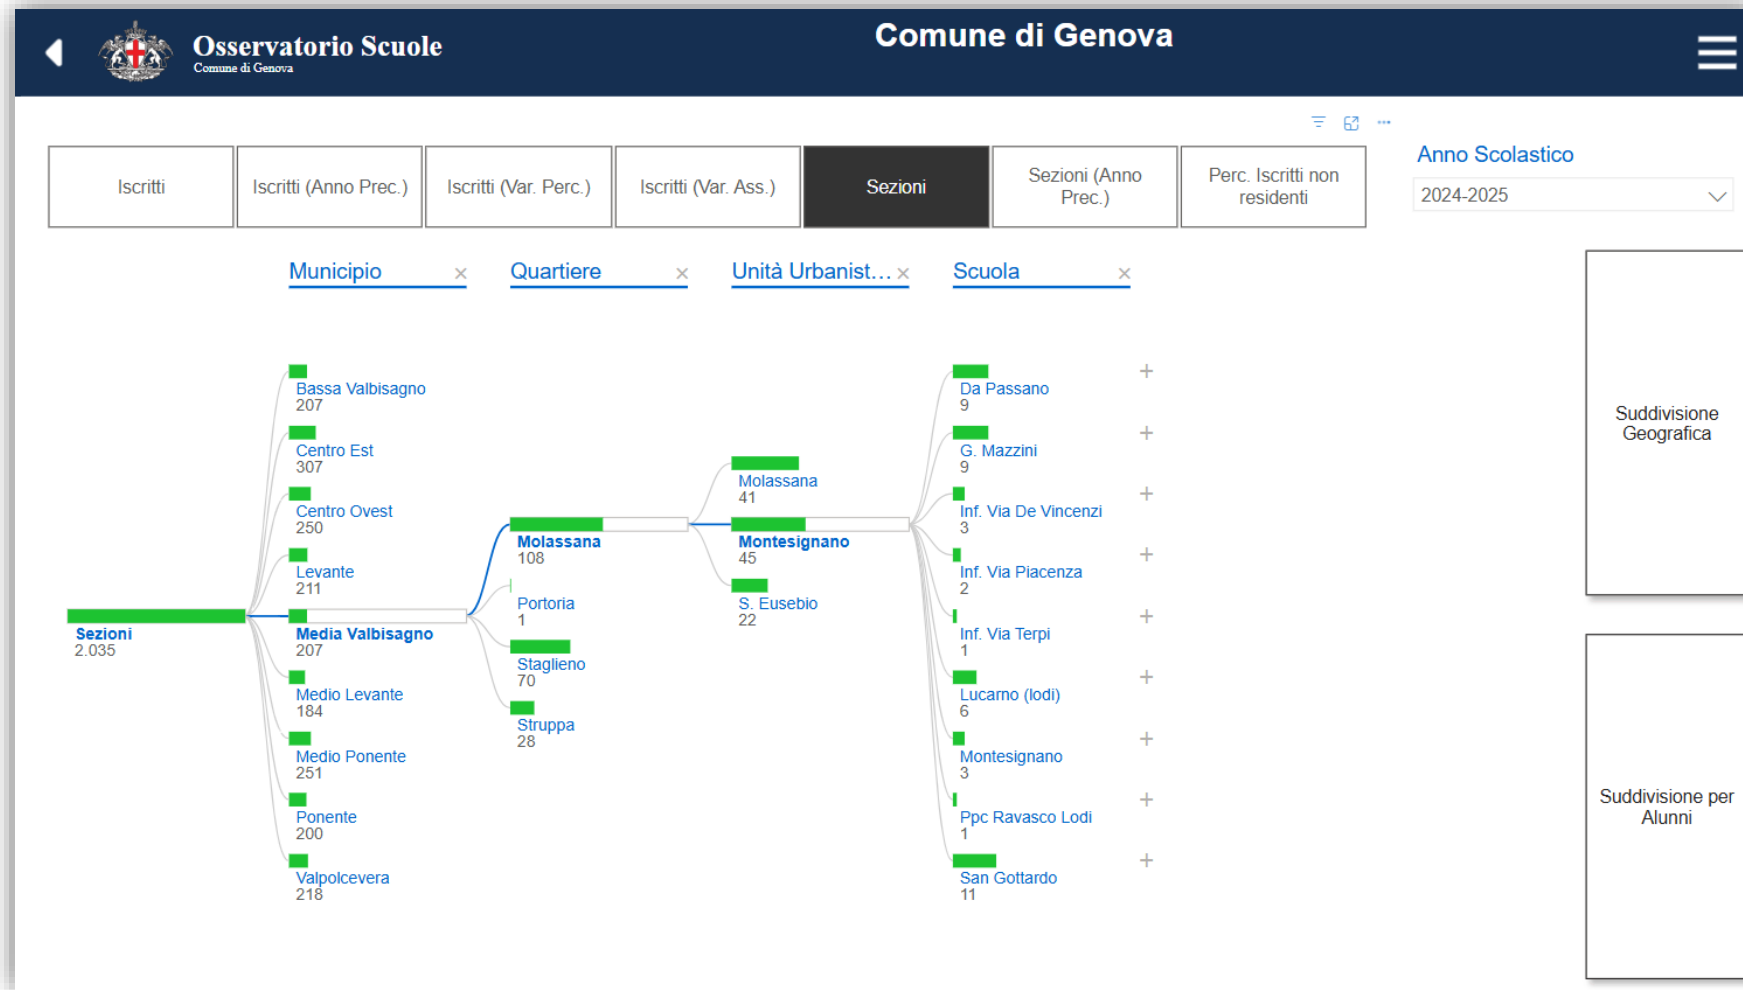 Osservatorio Scuole
Comune di Genova
Comune di Genova
Iscritti
Iscritti (Anno Prec.)
Iscritti (Var. Perc.)
Iscritti (Var. Ass.)
Sezioni
Sezioni (Anno
Prec.)
Perc. Iscritti non
residenti
Anno Scolastico
2024-2025
Municipio
Quartiere
Unità Urbanist...
Scuola
Sezioni
2.035
Bassa Valbisagno
207
Centro Est
307
Centro Ovest
250
Levante
211
Media Valbisagno
207
Medio Levante
184
Medio Ponente
251
Ponente
200
Valpolcevera
218
Molassana
108
Portoria
1
Staglieno
70
Struppa
28
Molassana
41
Montesignano
45
S. Eusebio
22
Da Passano
9
G. Mazzini
9
Inf. Via De Vincenzi
3
Inf. Via Piacenza
2
Inf. Via Terpi
1
Lucarno (lodi)
6
Montesignano
3
Ppc Ravasco Lodi
1
San Gottardo
11
Suddivisione
Geografica
Suddivisione per
Alunni